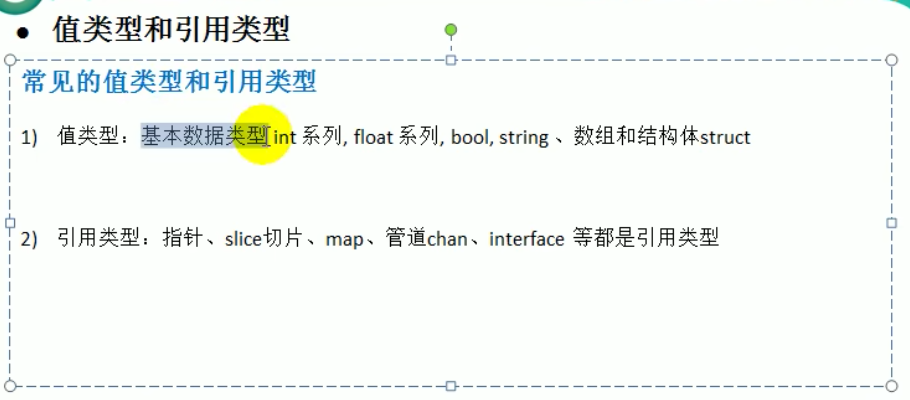 ● 值类型和引用类型
常见的值类型和引用类型
1) 值类型：基本数据类型 int 系列, float 系列, bool, string 、数组和结构体struct
2) 引用类型：指针、slice切片、map、管道chan、interface 等都是引用类型